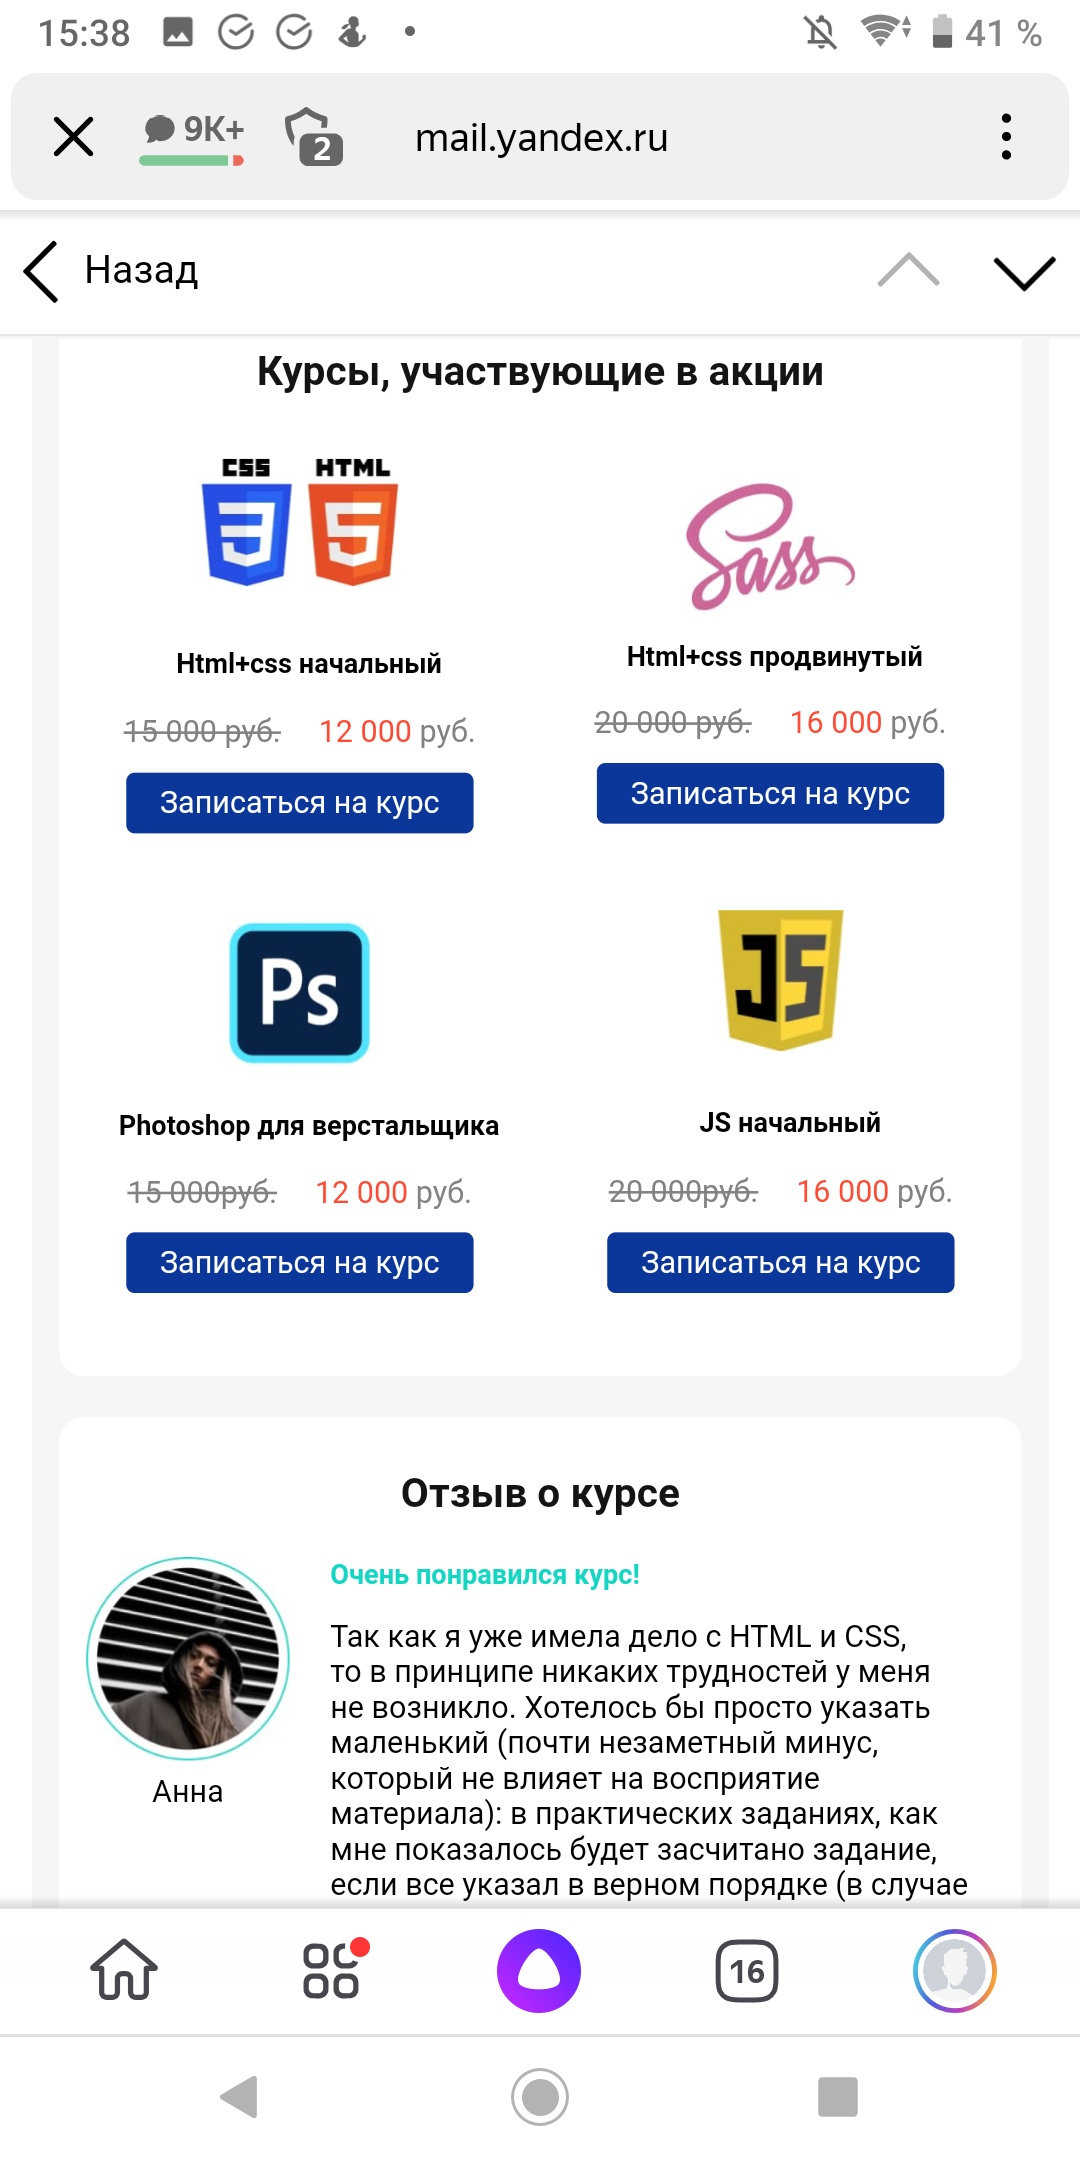 15:38
41 %
9K+
2
mail.yandex.ru
Назад
Курсы, участвующие в акции
CSS HTML
Sass
Html+css начальный
Html+css продвинутый
15 000 руб. 12 000 руб.
20 000 руб. 16 000 руб.
Записаться на курс
Записаться на курс
Ps
JS
Photoshop для верстальщика
JS начальный
15 000руб. 12 000 руб.
20 000руб. 16 000 руб.
Записаться на курс
Записаться на курс
Отзыв о курсе
Очень понравился курс!
Так как я уже имела дело с HTML и CSS,
то в принципе никаких трудностей у меня
не возникло. Хотелось бы просто указать
маленький (почти незаметный минус,
который не влияет на восприятие
материала): в практических заданиях, как
мне показалось будет засчитано задание,
если все указал в верном порядке (в случае
Анна
16